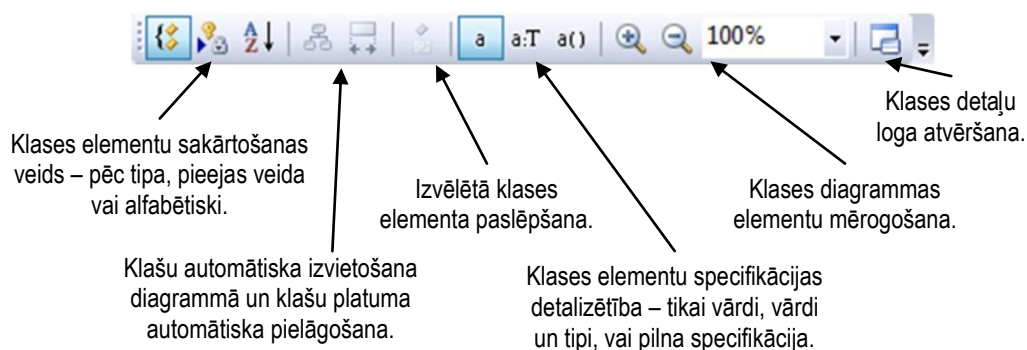 a a:T a() 100%
Klases elementu sakārtošanas
veids – pēc tipa, pieejas veida
vai alfabētiski.
Klašu automātiska izvietošana
diagrammā un klašu platuma
automātiska pielāgošana.
Izvēlētā klases
elementa paslēpšana.
Klases elementu specifikācijas
detalizētība – tikai vārdi, vārdi
un tipi, vai pilna specifikācija.
Klases diagrammas
elementu mērogošana.
Klases detaļu
loga atvēršana.